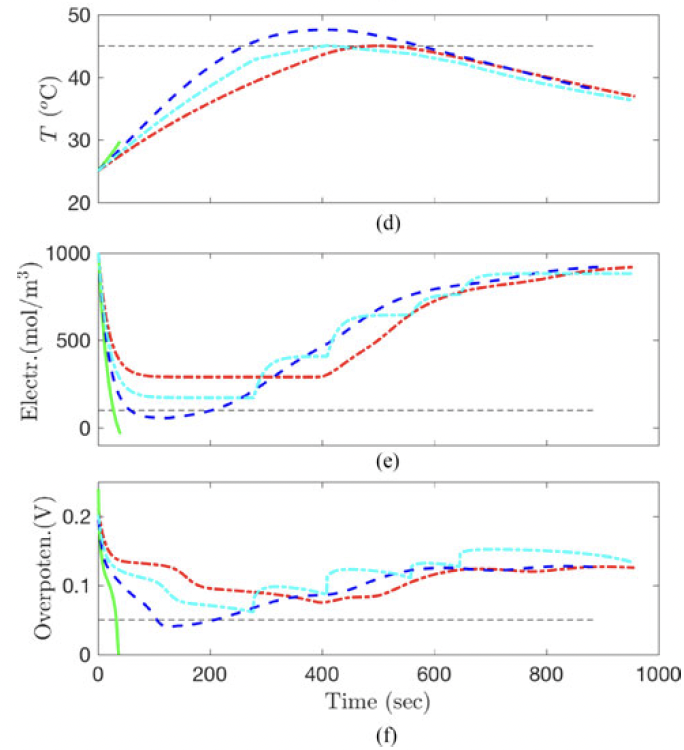 50
40
30
20
T (°C)
(d)
1000
500
0
Electr.(mol/m³)
(e)
0.2
0.1
0
Overpoten.(V)
0 200 400 600 800 1000
Time (sec)
(f)